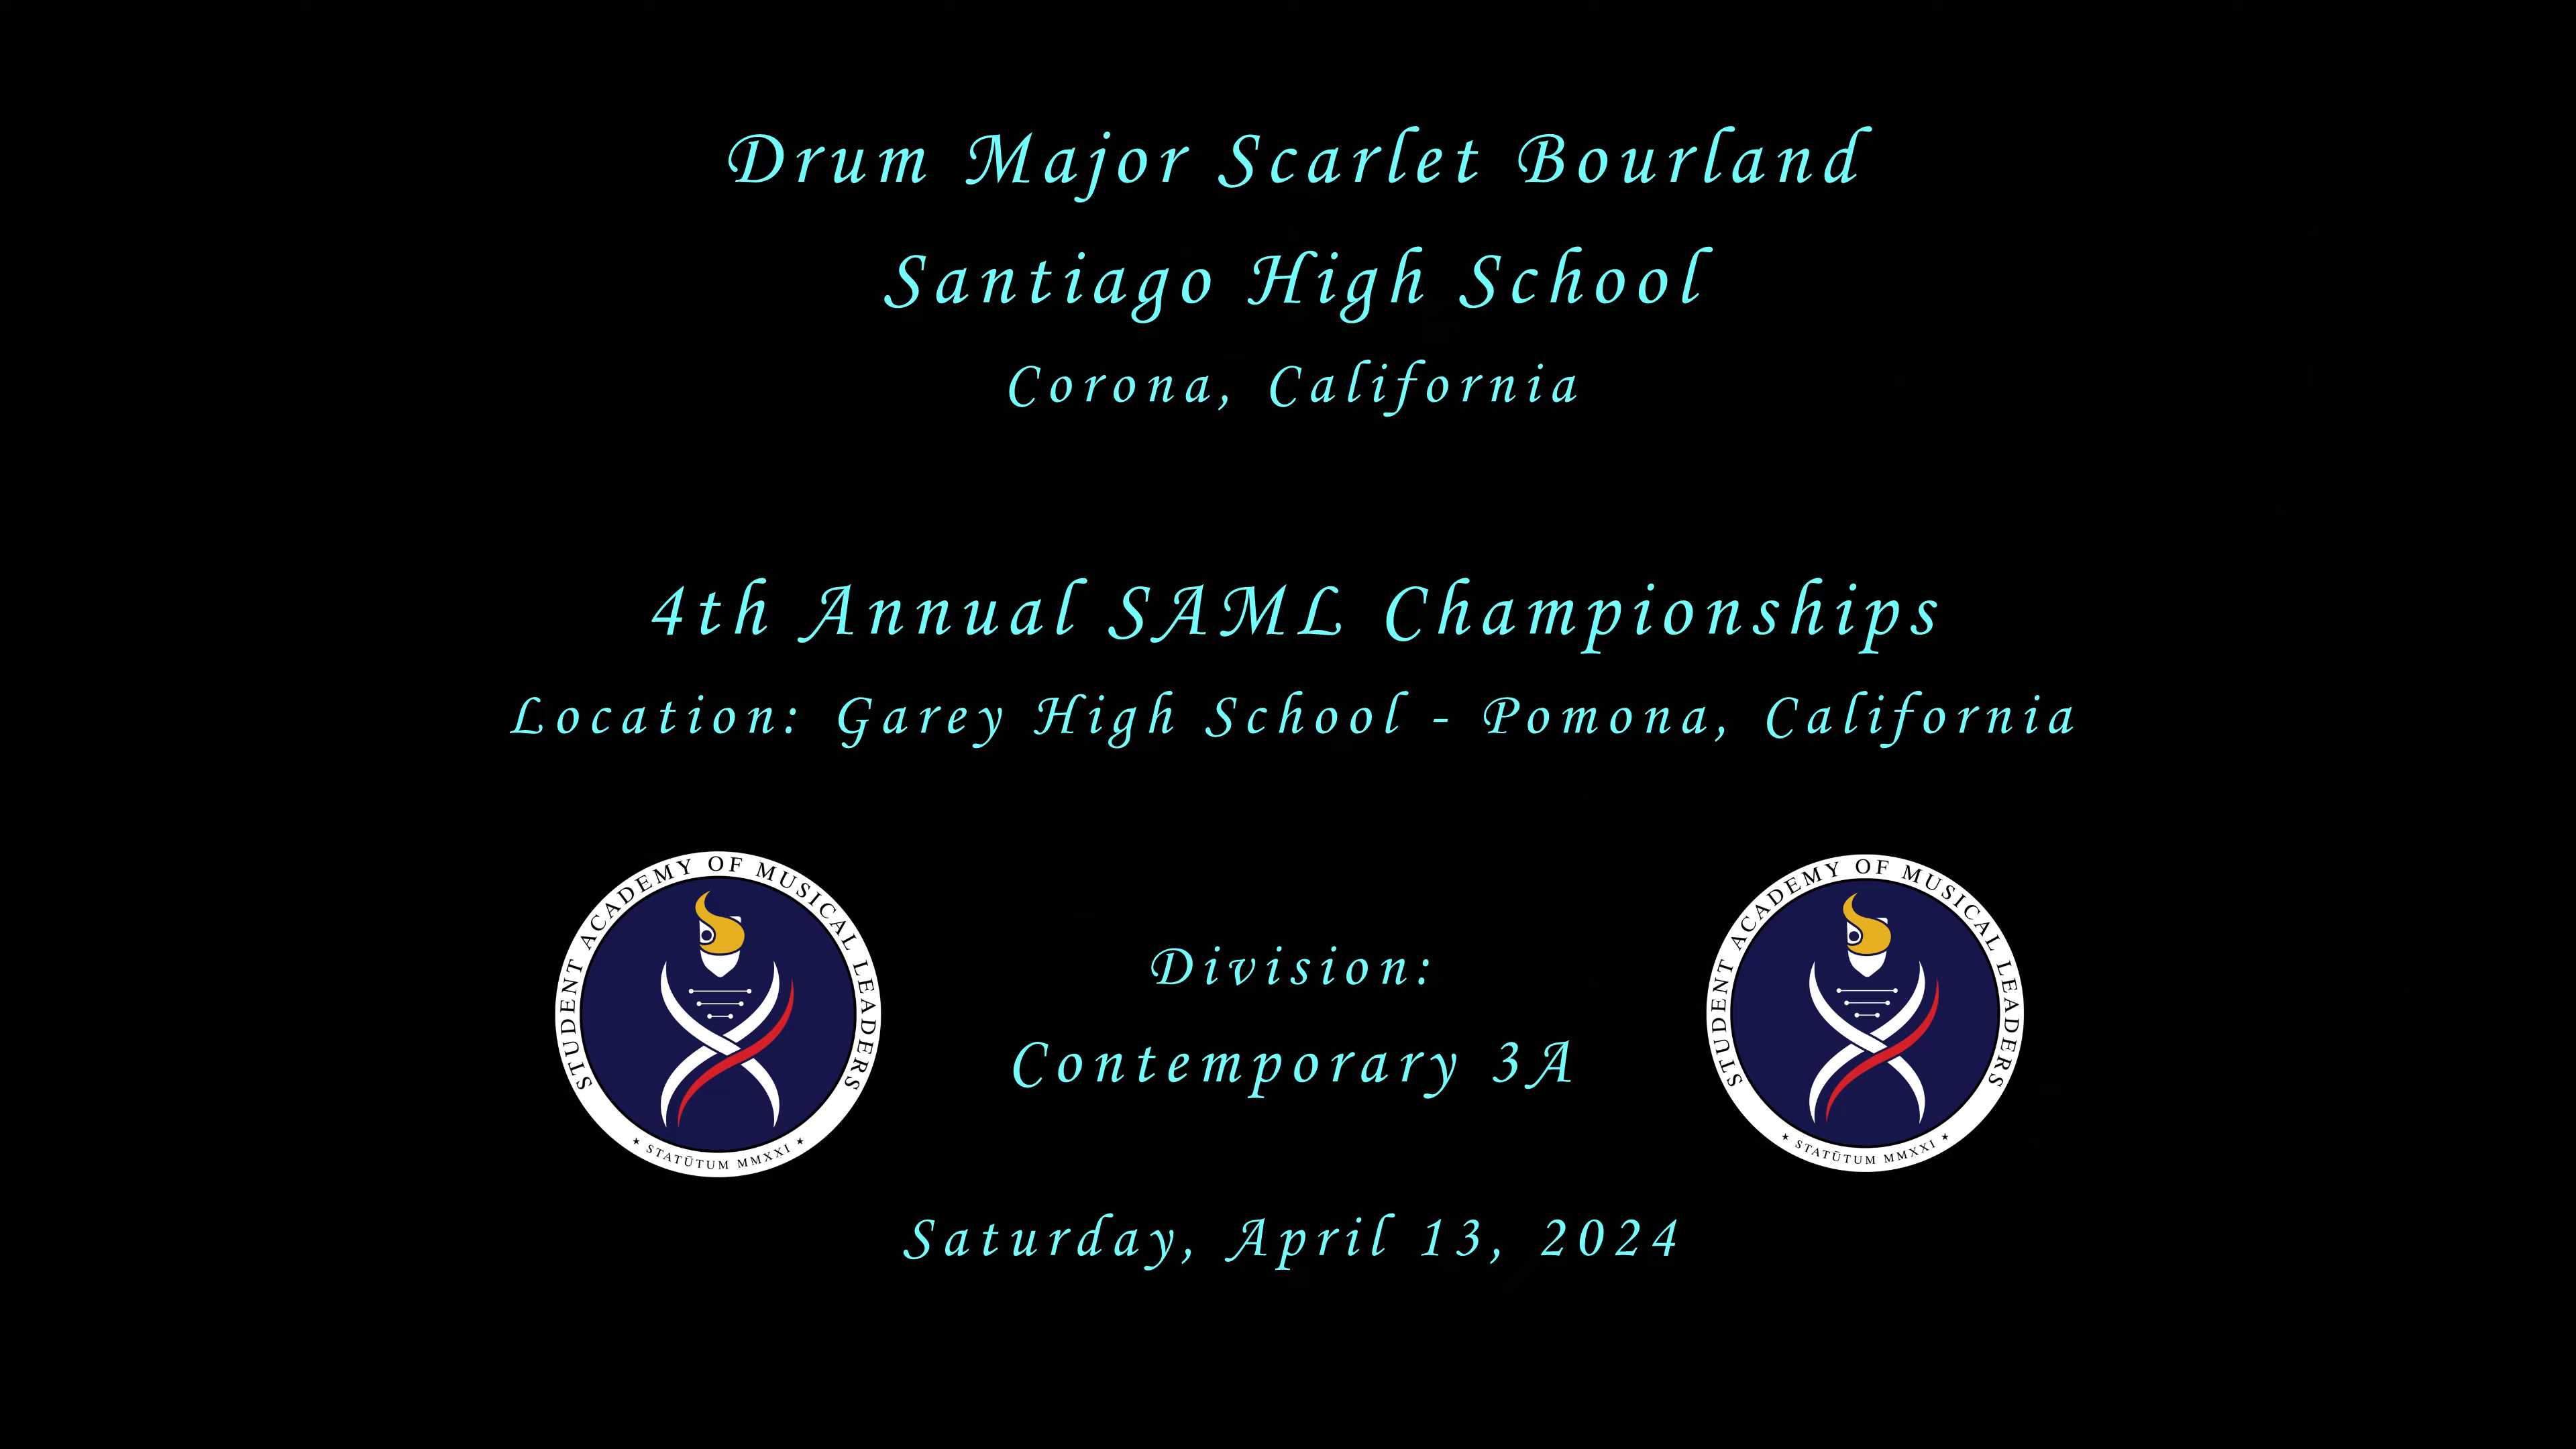 Drum Major Scarlet Bourland
Santiago High School
Corona, California
4th Annual SAML Championships
Location: Garey High School - Pomona, California
STUDENT ACADEMY OF MUSICAL LEADERS
★ STATŪTUM MMXXI ★
Division:
Contemporary 3A
STUDENT ACADEMY OF MUSICAL LEADERS
★ STATŪTUM MMXXI ★
Saturday, April 13, 2024